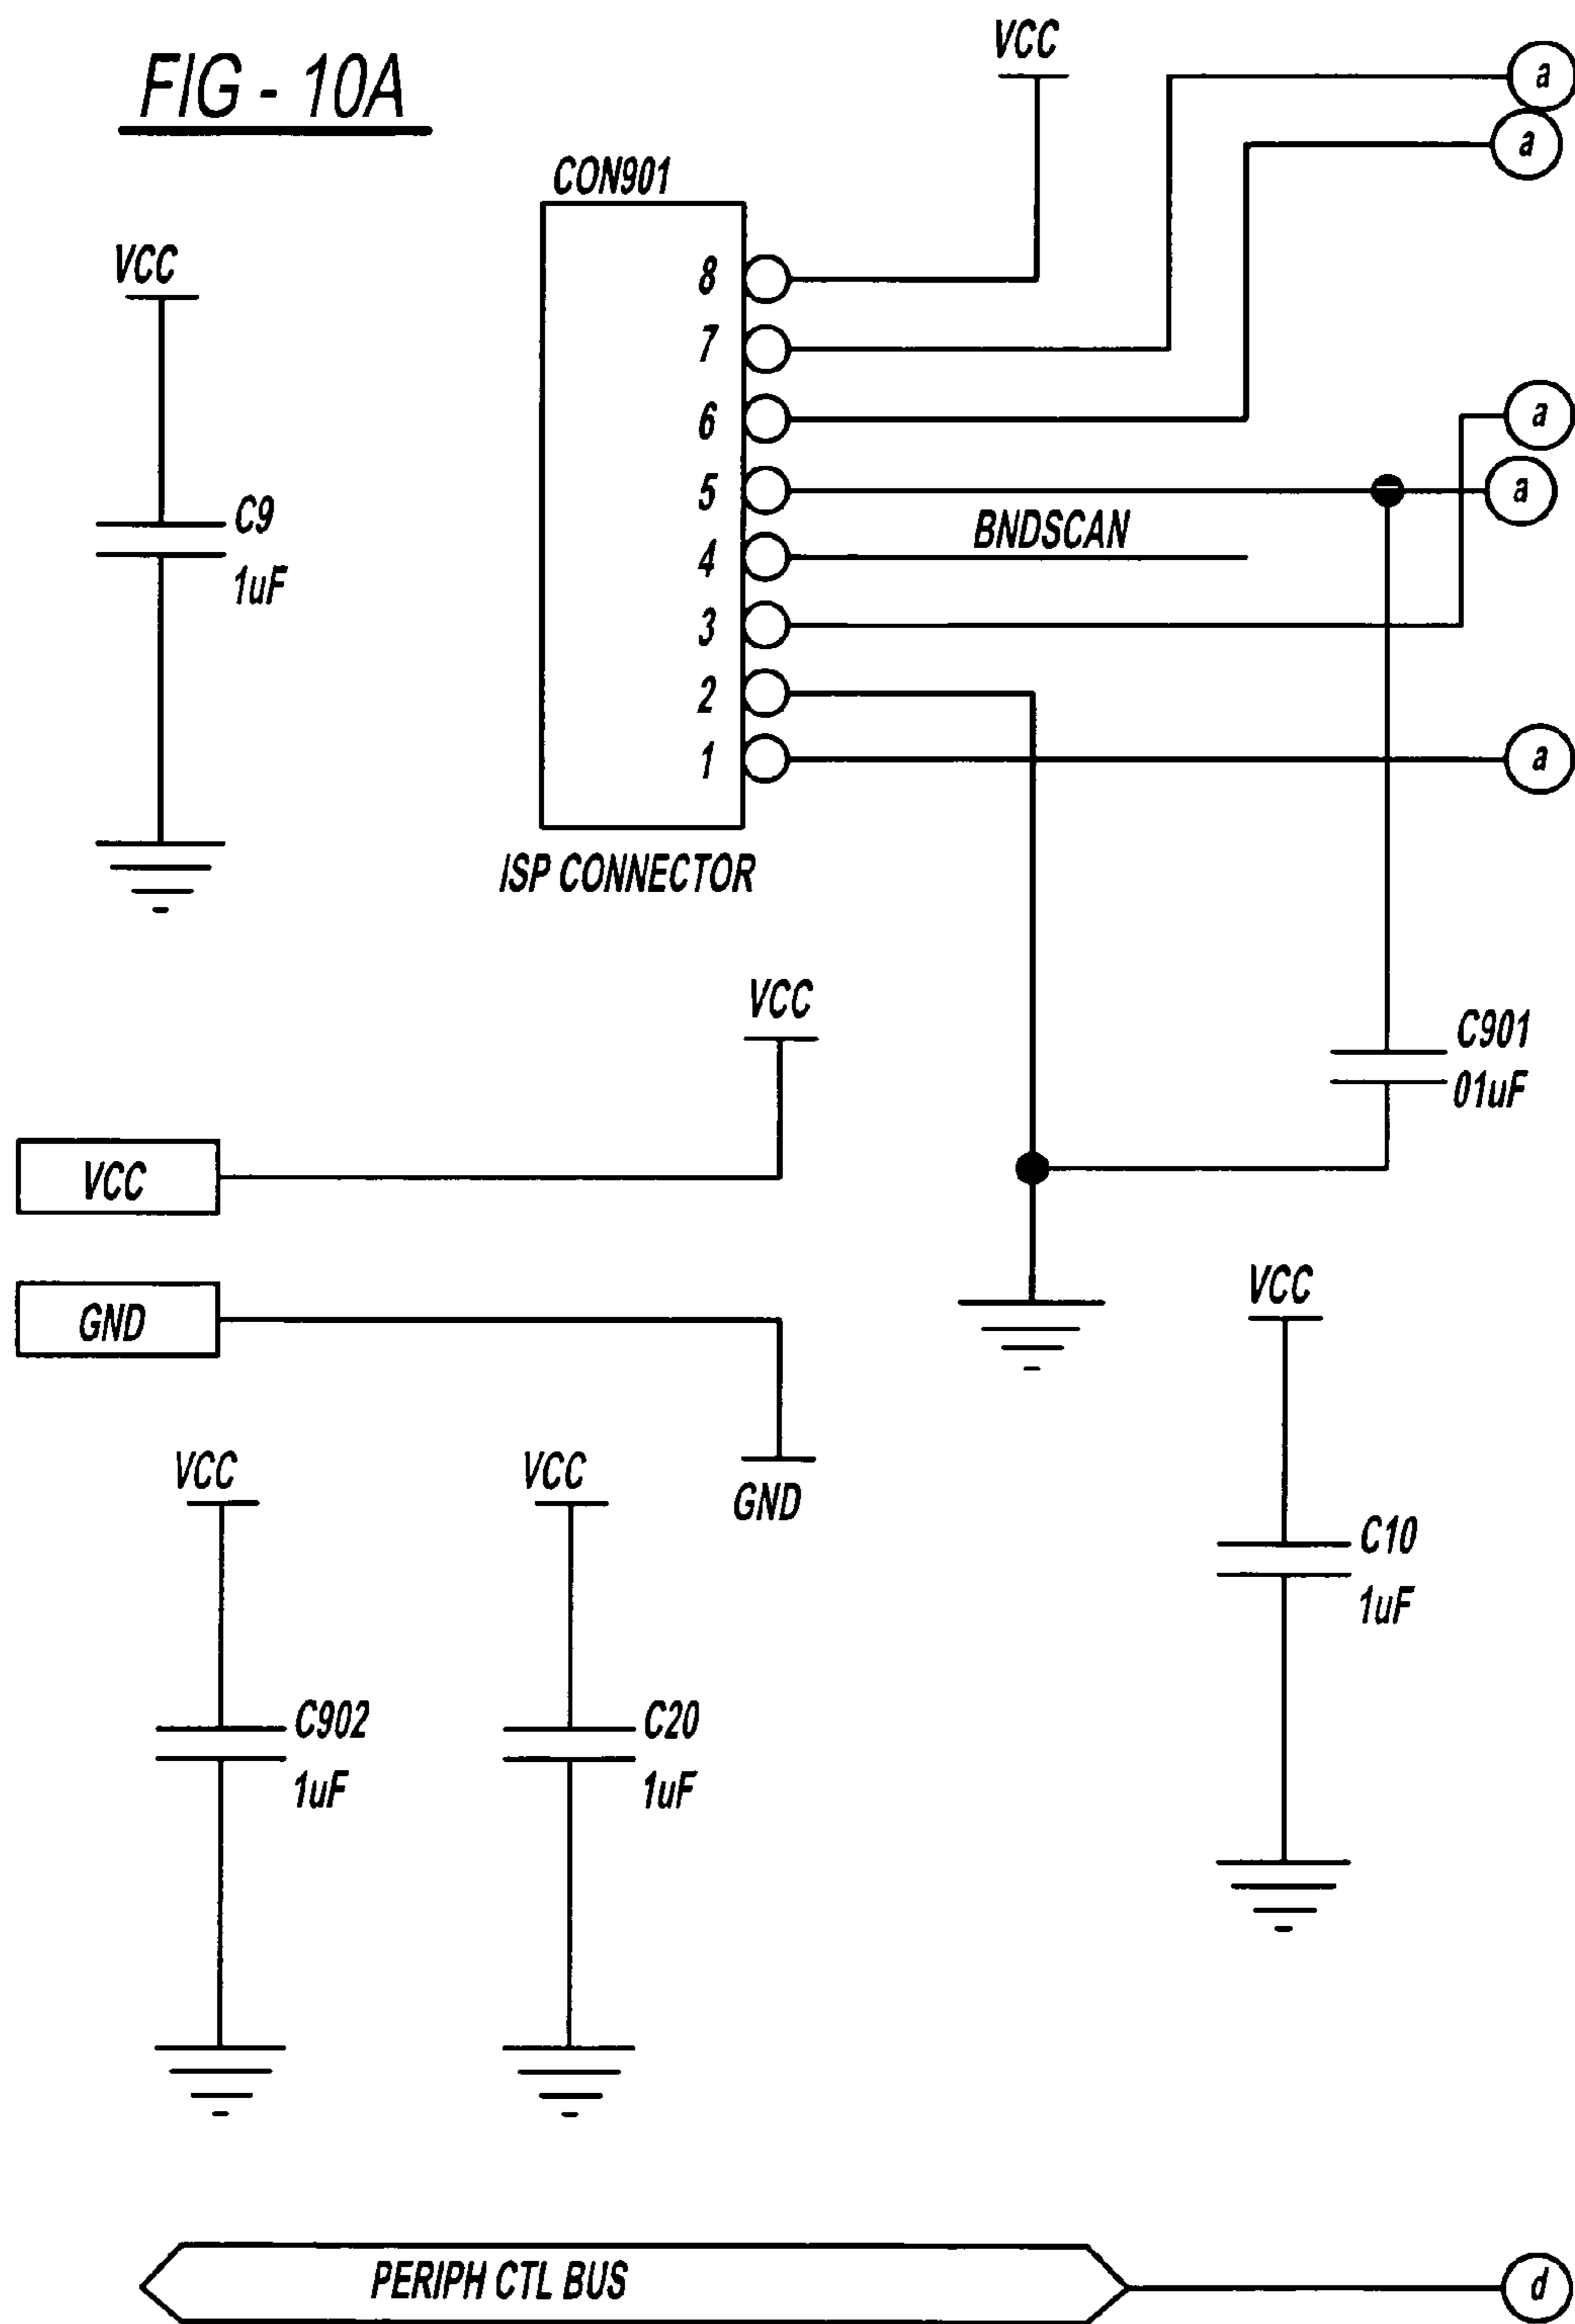 FIG - 10A
VCC
a
a
CON901
VCC
8
7
6
a
5
a
C9
1uF
BNDSCAN
4
3
2
1
a
ISP CONNECTOR
VCC
C901
01uF
VCC
GND
VCC
VCC
VCC
GND
C10
1uF
C902
1uF
C20
1uF
PERIPH CTL BUS
d